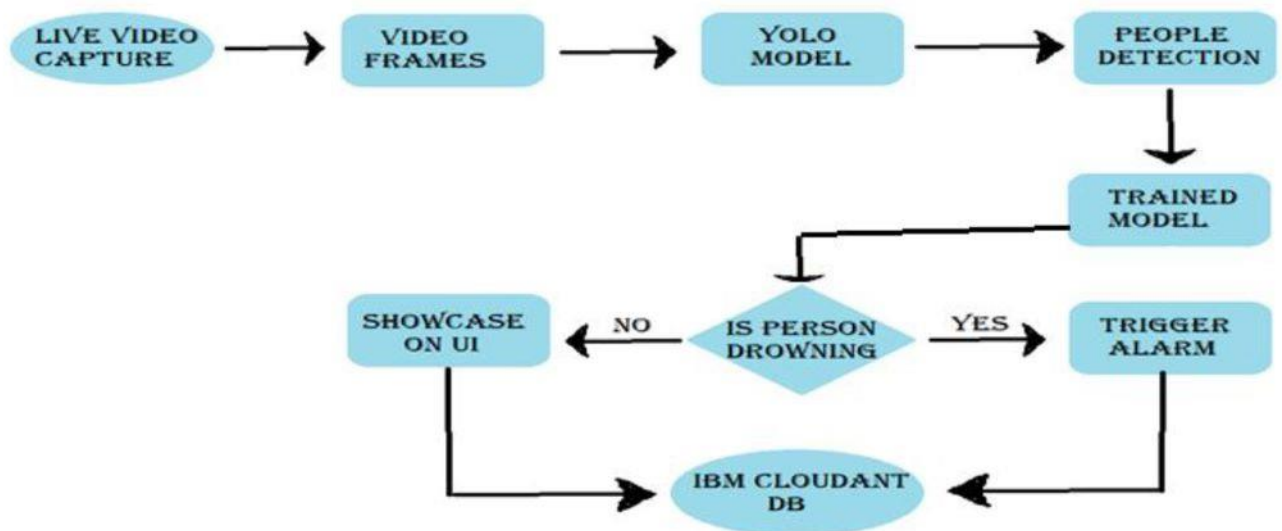 LIVE VIDEO
CAPTURE
VIDEO
FRAMES
YOLO
MODEL
PEOPLE
DETECTION
TRAINED
MODEL
IS PERSON
DROWNING
NO
YES
SHOWCASE
ON UI
TRIGGER
ALARM
IBM CLOUDANT
DB